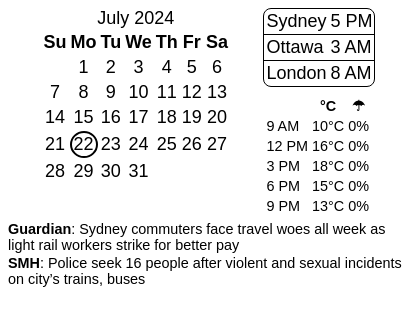 July 2024
Su Mo Tu We Th Fr Sa
1 2 3 4 5 6
7 8 9 10 11 12 13
14 15 16 17 18 19 20
21 22 23 24 25 26 27
28 29 30 31
Sydney 5 PM
Ottawa 3 AM
London 8 AM
°C ☂
9 AM 10°C 0%
12 PM 16°C 0%
3 PM 18°C 0%
6 PM 15°C 0%
9 PM 13°C 0%
Guardian: Sydney commuters face travel woes all week as
light rail workers strike for better pay
SMH: Police seek 16 people after violent and sexual incidents
on city's trains, buses